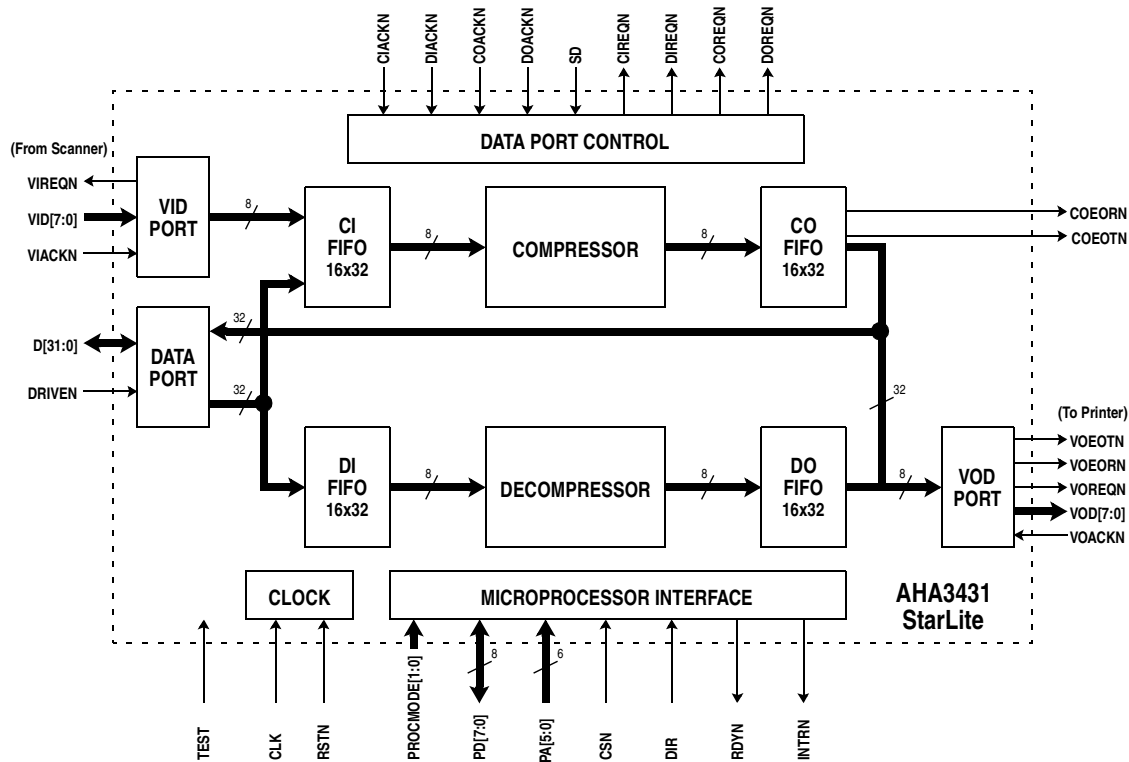 CIACKN
DIACKN
COACKN
DOACKN
SD
CIREQN
DIREQN
COREQN
DOREQN
DATA PORT CONTROL
(From Scanner)
VIREQN
VID[7:0]
VIACKN
VID
PORT
8
CI
FIFO
16x32
8
COMPRESSOR
8
CO
FIFO
16x32
COEORN
COEOTN
D[31:0]
DRIVEN
DATA
PORT
32
32
32
DI
FIFO
16x32
8
DECOMPRESSOR
8
DO
FIFO
16x32
8
VOD
PORT
(To Printer)
VOEOTN
VOEORN
VOREQN
VOD[7:0]
VOACKN
CLOCK
MICROPROCESSOR INTERFACE
AHA3431
StarLite
8
6
TEST
CLK
RSTN
PROCMODE[1:0]
PD[7:0]
PA[5:0]
CSN
DIR
RDYN
INTRN